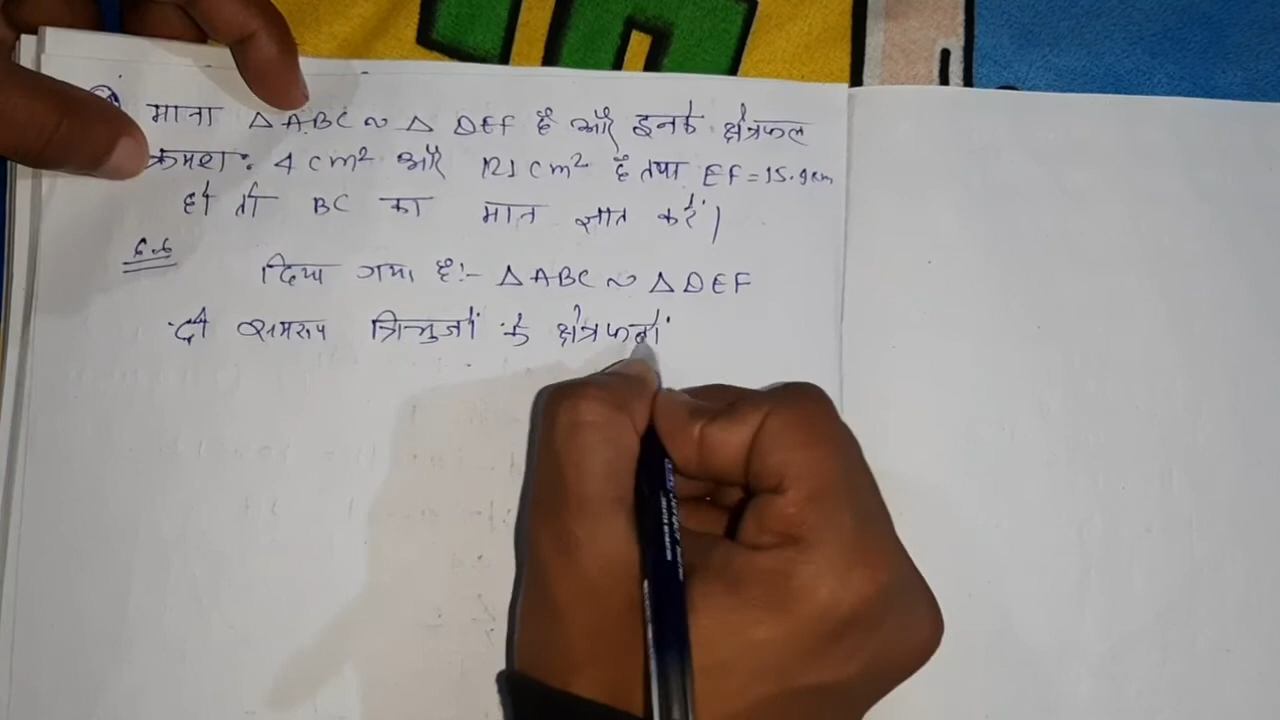 माना △ ABC ~ △ DEF है और इनके क्षेत्रफल
क्रमश: 4 cm² और 121 cm² है तथा EF = 15.4cm
हो तो BC का मान ज्ञात करें।
दिया गया है:- △ABC ~ △DEF
दो समरूप त्रिभुजों के क्षेत्रफलों